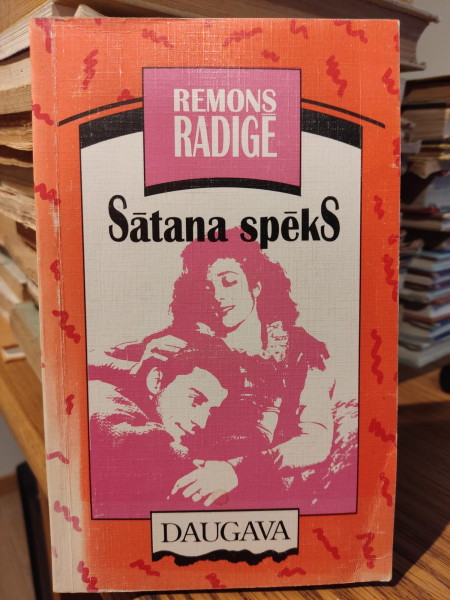 REMONS
RADIGĒ
Sātana spēkS
DAUGAVA